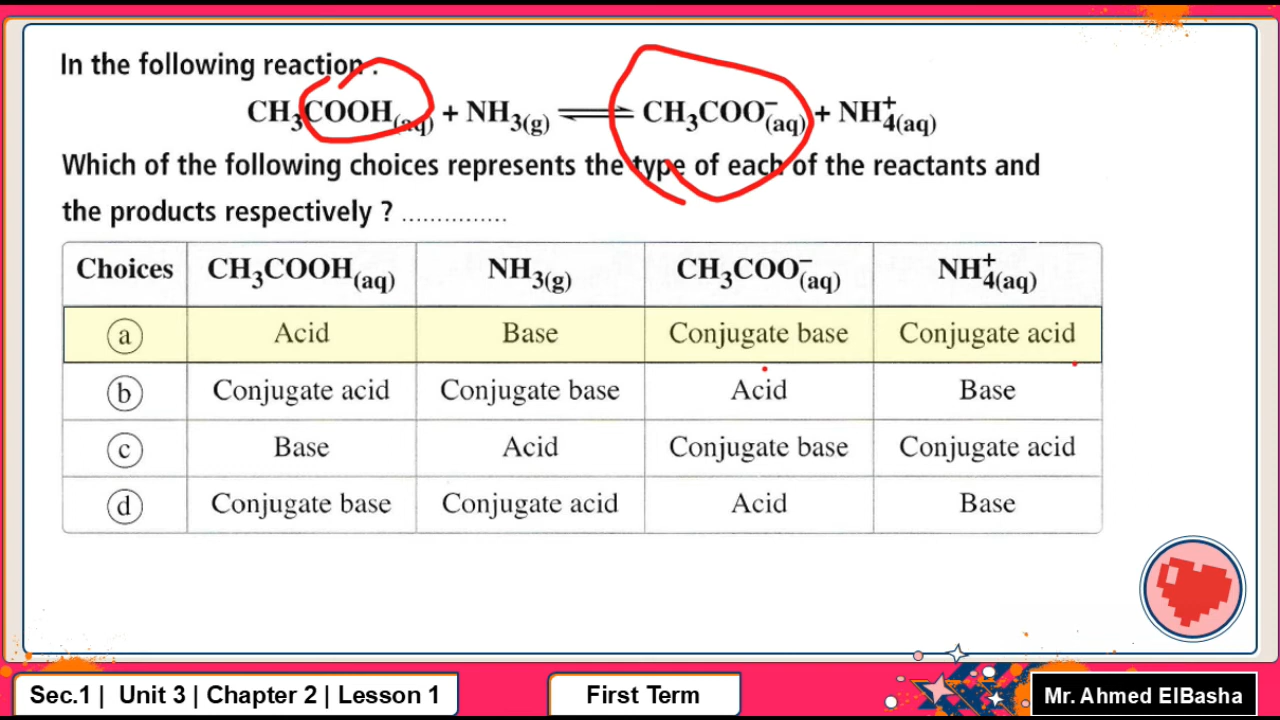 In the following reaction :
CH₃COOH(aq) + NH₃(g) ⇌ CH₃COO⁻(aq) + NH₄⁺(aq)
Which of the following choices represents the type of each of the reactants and
the products respectively ? ...............
Choices CH₃COOH(aq) NH₃(g) CH₃COO⁻(aq) NH₄⁺(aq)
a Acid Base Conjugate base Conjugate acid
b Conjugate acid Conjugate base Acid Base
c Base Acid Conjugate base Conjugate acid
d Conjugate base Conjugate acid Acid Base
Sec.1 | Unit 3 | Chapter 2 | Lesson 1 First Term Mr. Ahmed ElBasha